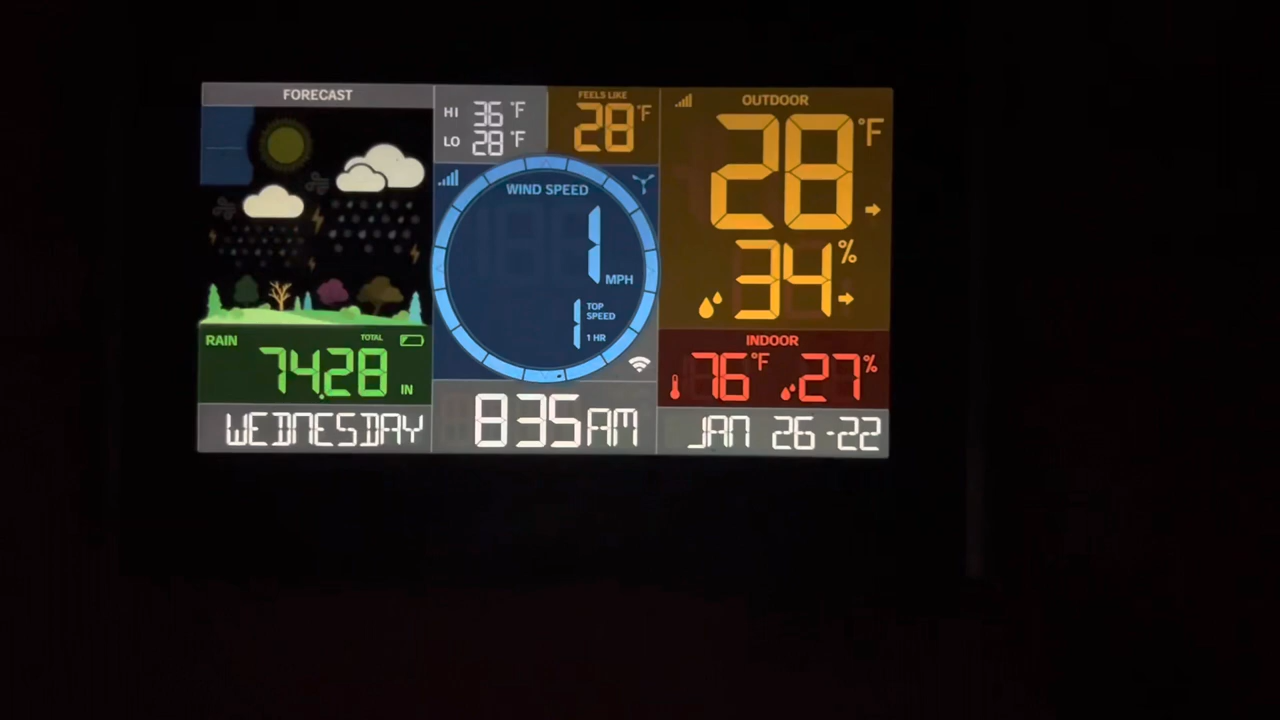 FORECAST
HI 36 °F
LO 28 °F
FEELS LIKE
28 °F
OUTDOOR
28 °F
34 %
WIND SPEED
1 MPH
1 TOP SPEED
1 HR
RAIN TOTAL
74.28 IN
INDOOR
76 °F 27 %
WEDNESDAY
8 35 AM
JAN 26 -22